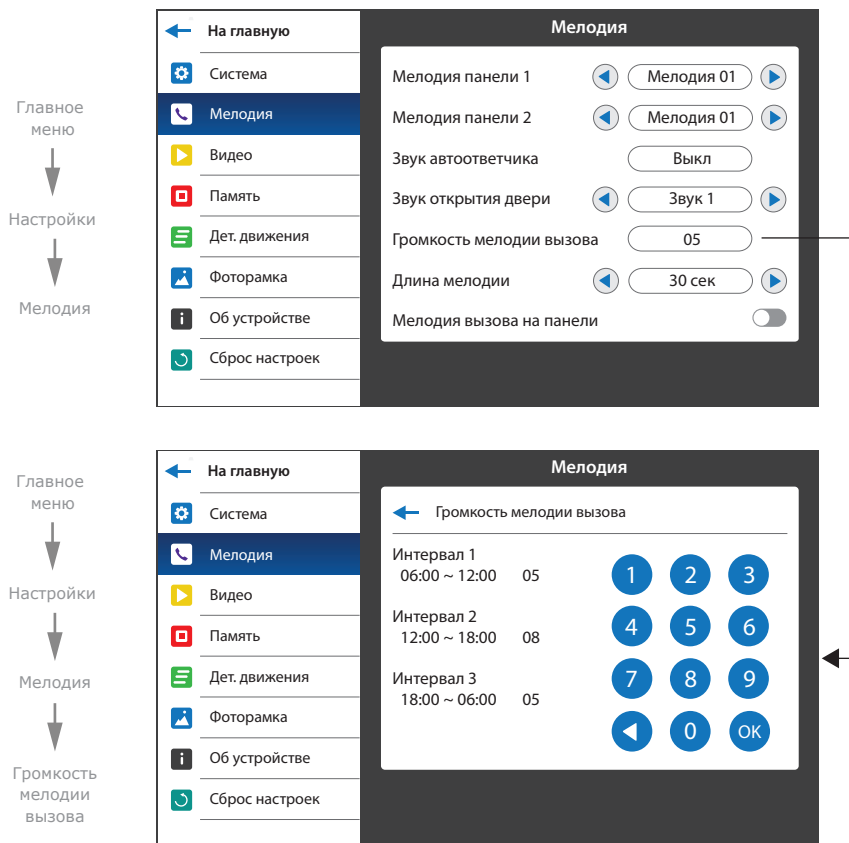 Главное
меню
Настройки
Мелодия
На главную
Система
Мелодия
Видео
Память
Дет. движения
Фоторамка
Об устройстве
Сброс настроек
Мелодия
Мелодия панели 1 Мелодия 01
Мелодия панели 2 Мелодия 01
Звук автоответчика Выкл
Звук открытия двери Звук 1
Громкость мелодии вызова 05
Длина мелодии 30 сек
Мелодия вызова на панели
Главное
меню
Настройки
Мелодия
Громкость
мелодии
вызова
На главную
Система
Мелодия
Видео
Память
Дет. движения
Фоторамка
Об устройстве
Сброс настроек
Мелодия
Громкость мелодии вызова
Интервал 1
06:00 ~ 12:00 05
Интервал 2
12:00 ~ 18:00 08
Интервал 3
18:00 ~ 06:00 05
1 2 3
4 5 6
7 8 9
0 OK